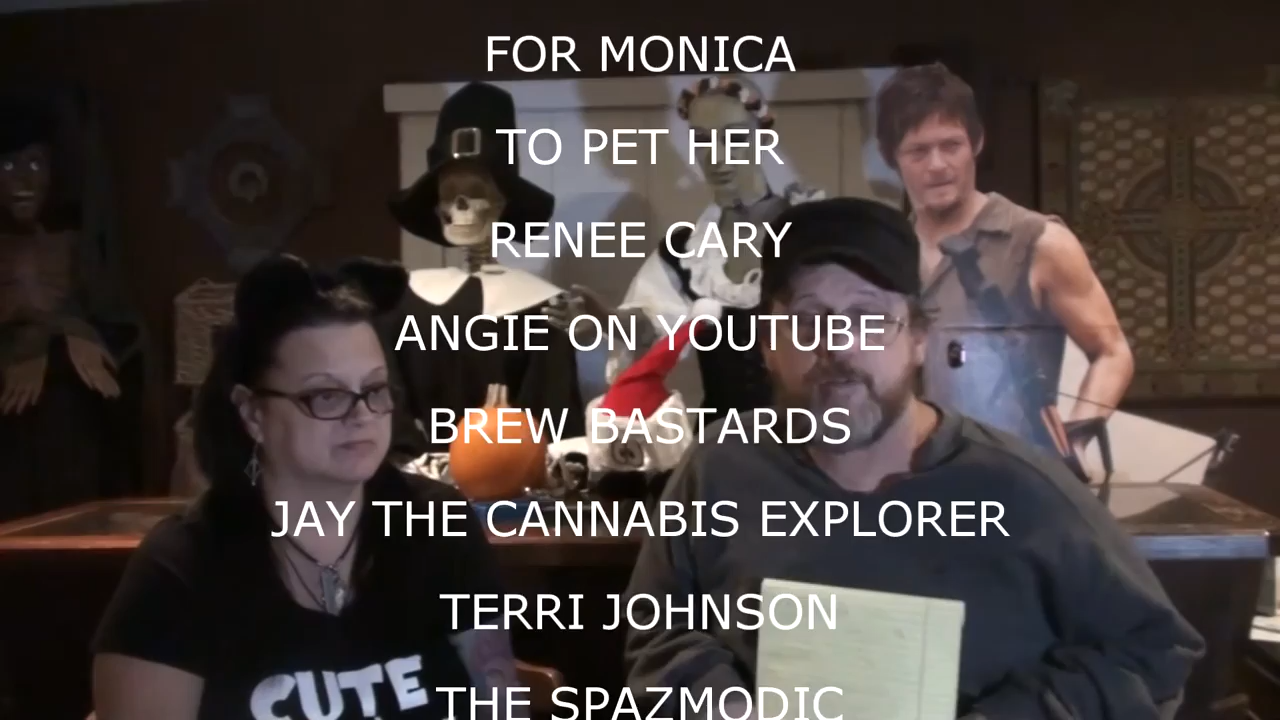 FOR MONICA
TO PET HER
RENEE CARY
ANGIE ON YOUTUBE
BREW BASTARDS
JAY THE CANNABIS EXPLORER
TERRI JOHNSON
CUTE
THE SPAZMODIC